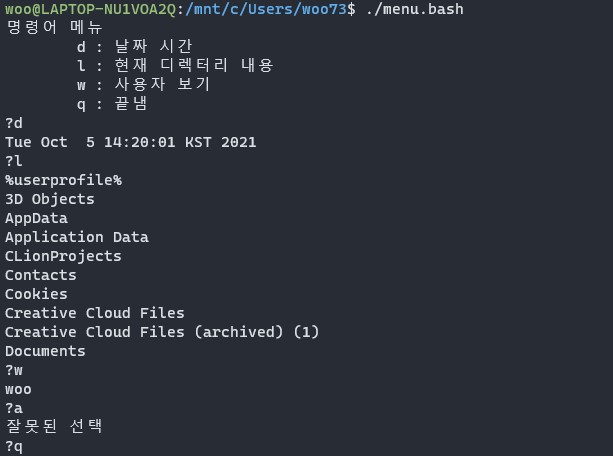 woo@LAPTOP-NU1VOA2Q:/mnt/c/Users/woo73$ ./menu.bash
명령어 메뉴
d : 날짜 시간
l : 현재 디렉터리 내용
w : 사용자 보기
q : 끝냄
?d
Tue Oct  5 14:20:01 KST 2021
?l
%userprofile%
3D Objects
AppData
Application Data
CLionProjects
Contacts
Cookies
Creative Cloud Files
Creative Cloud Files (archived) (1)
Documents
?w
woo
?a
잘못된 선택
?q